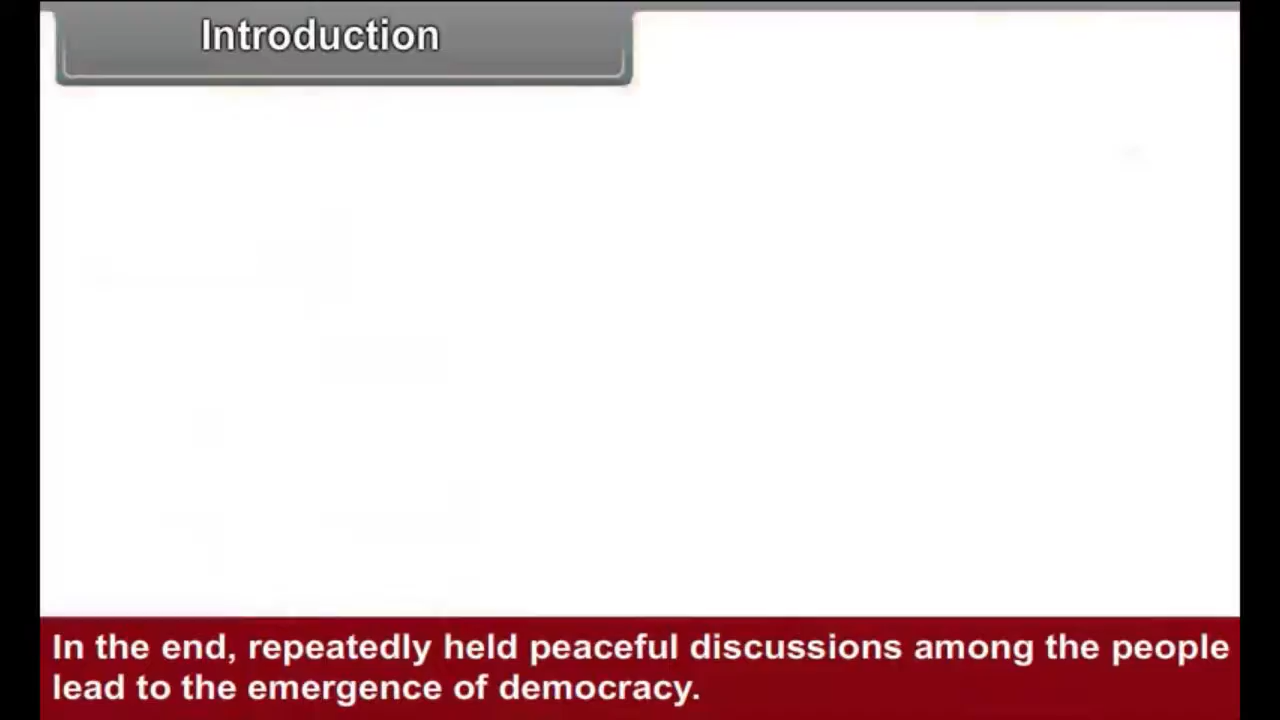 Introduction
In the end, repeatedly held peaceful discussions among the people
lead to the emergence of democracy.